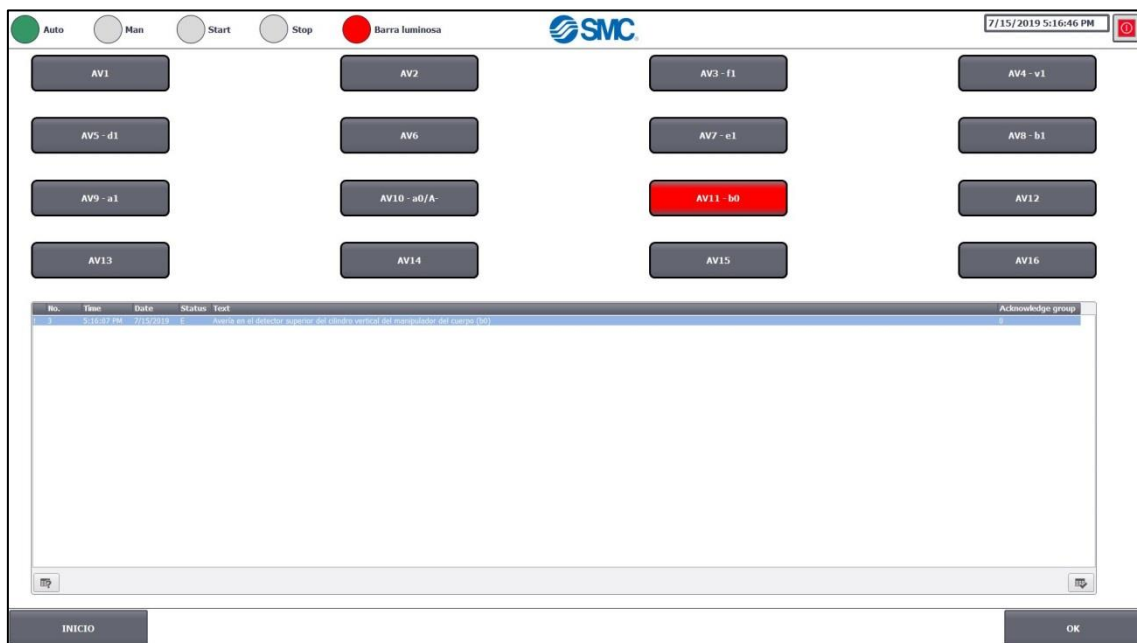 Auto Man Start Stop Barra luminosa SMC 7/15/2019 5:16:46 PM
AV1 AV2 AV3 - f1 AV4 - v1
AV5 - d1 AV6 AV7 - e1 AV8 - b1
AV9 - a1 AV10 - a0/A- AV11 - b0 AV12
AV13 AV14 AV15 AV16
No. Time Date Status Text Acknowledge group
! 3 5:16:07 PM 7/15/2019 I Averíe en el detector superior del cilindro vertical del manipulador del cuerpo (b0) 0
INICIO OK